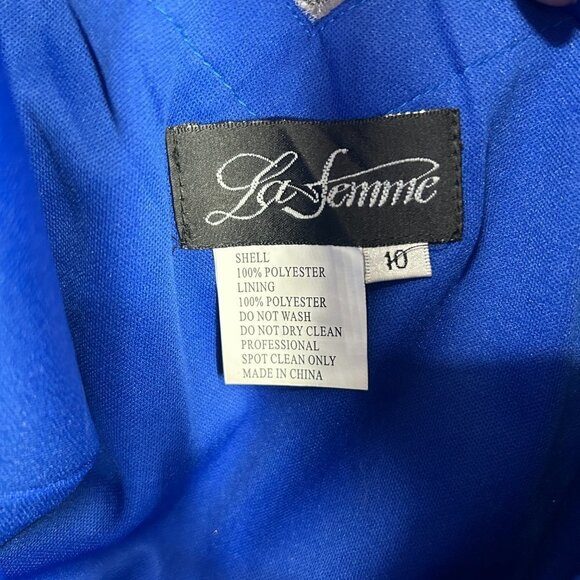 La Femme
10
SHELL
100% POLYESTER
LINING
100% POLYESTER
DO NOT WASH
DO NOT DRY CLEAN
PROFESSIONAL
SPOT CLEAN ONLY
MADE IN CHINA